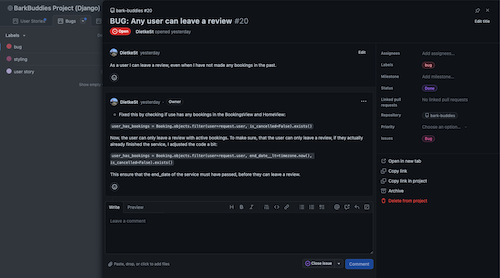 BarkBuddies Project (Django)
User Stories
Bugs
Labels
bug
styling
user story
bark-buddies #20
BUG: Any user can leave a review #20
Edit title
Open
DietkeSt opened yesterday
DietkeSt yesterday
Edit
As a user I can leave a review, even when I have not made any bookings in the past.
DietkeSt yesterday · Owner
Fixed this by checking if use has any bookings in the BookingsView and HomeView:
user_has_bookings = Booking.objects.filter(user=request.user, is_cancelled=False).exists()
Now, the user can only leave a review with active bookings. To make sure, that the user can only leave a review, if they actually
already finished the service, I adjusted the code a bit:
user_has_bookings = Booking.objects.filter(user=request.user, end_date__lt=timezone.now(),
is_cancelled=False).exists()
This ensure that the end_date of the service must have passed, before they can leave a review.
Write
Preview
Leave a comment
Paste, drop, or click to add files
Close issue
Comment
Assignees
Add assignees...
Labels
bug
Milestone
Add milestone...
Status
Done
Linked pull
requests
No linked pull requests
Repository
bark-buddies
Priority
Choose an option...
Issues
Bug
Open in new tab
Copy link
Copy link in project
Archive
Delete from project